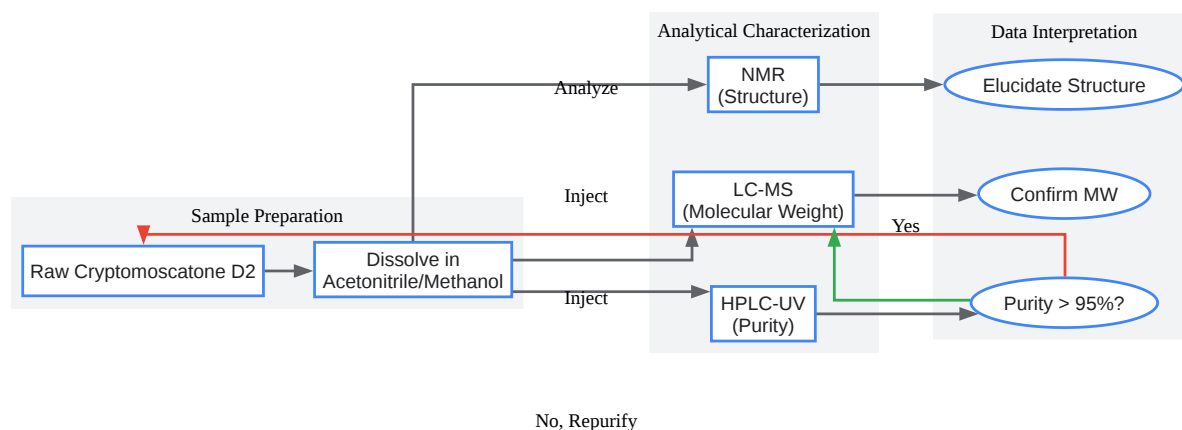 Analytical Characterization
Data Interpretation
NMR
(Structure)
Elucidate Structure
Analyze
LC-MS
(Molecular Weight)
Confirm MW
Inject
Sample Preparation
Yes
Raw Cryptomoscatone D2
Dissolve in
Acetonitrile/Methanol
Inject
HPLC-UV
(Purity)
Purity > 95%?
No, Repurify